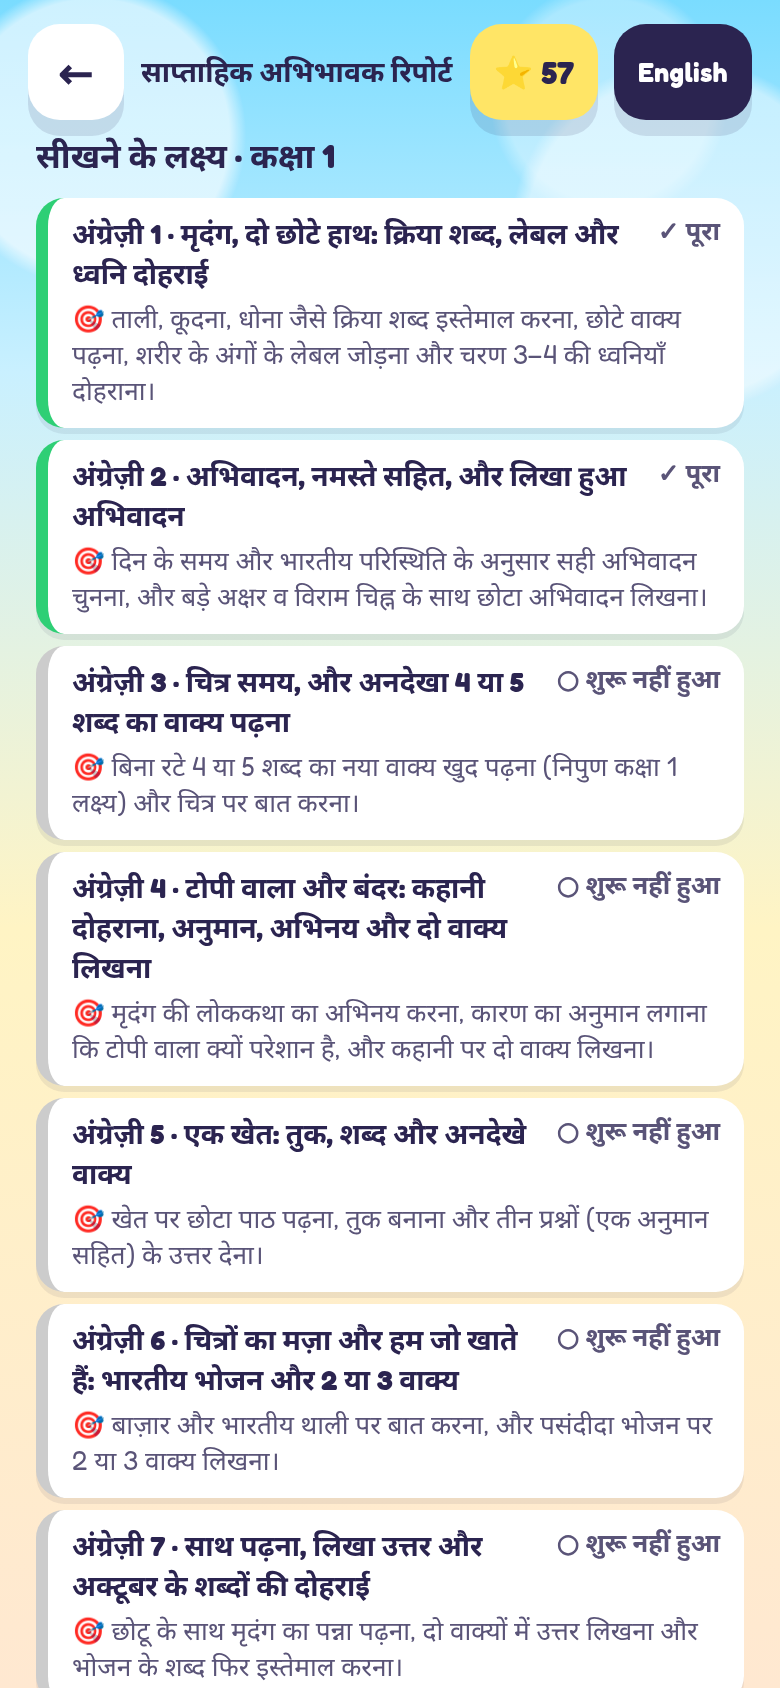 ←
साप्ताहिक अभिभावक रिपोर्ट
⭐ 57
English
सीखने के लक्ष्य · कक्षा 1
अंग्रेज़ी 1 · मृदंग, दो छोटे हाथ: क्रिया शब्द, लेबल और
ध्वनि दोहराई
✓ पूरा
🎯 ताली, कूदना, धोना जैसे क्रिया शब्द इस्तेमाल करना, छोटे वाक्य
पढ़ना, शरीर के अंगों के लेबल जोड़ना और चरण 3–4 की ध्वनियाँ
दोहराना।
अंग्रेज़ी 2 · अभिवादन, नमस्ते सहित, और लिखा हुआ
अभिवादन
✓ पूरा
🎯 दिन के समय और भारतीय परिस्थिति के अनुसार सही अभिवादन
चुनना, और बड़े अक्षर व विराम चिह्न के साथ छोटा अभिवादन लिखना।
अंग्रेज़ी 3 · चित्र समय, और अनदेखा 4 या 5
शब्द का वाक्य पढ़ना
○ शुरू नहीं हुआ
🎯 बिना रटे 4 या 5 शब्द का नया वाक्य खुद पढ़ना (निपुण कक्षा 1
लक्ष्य) और चित्र पर बात करना।
अंग्रेज़ी 4 · टोपी वाला और बंदर: कहानी
दोहराना, अनुमान, अभिनय और दो वाक्य
लिखना
○ शुरू नहीं हुआ
🎯 मृदंग की लोककथा का अभिनय करना, कारण का अनुमान लगाना
कि टोपी वाला क्यों परेशान है, और कहानी पर दो वाक्य लिखना।
अंग्रेज़ी 5 · एक खेत: तुक, शब्द और अनदेखे
वाक्य
○ शुरू नहीं हुआ
🎯 खेत पर छोटा पाठ पढ़ना, तुक बनाना और तीन प्रश्नों (एक अनुमान
सहित) के उत्तर देना।
अंग्रेज़ी 6 · चित्रों का मज़ा और हम जो खाते
हैं: भारतीय भोजन और 2 या 3 वाक्य
○ शुरू नहीं हुआ
🎯 बाज़ार और भारतीय थाली पर बात करना, और पसंदीदा भोजन पर
2 या 3 वाक्य लिखना।
अंग्रेज़ी 7 · साथ पढ़ना, लिखा उत्तर और
अक्टूबर के शब्दों की दोहराई
○ शुरू नहीं हुआ
🎯 छोटू के साथ मृदंग का पन्ना पढ़ना, दो वाक्यों में उत्तर लिखना और
भोजन के शब्द फिर इस्तेमाल करना।